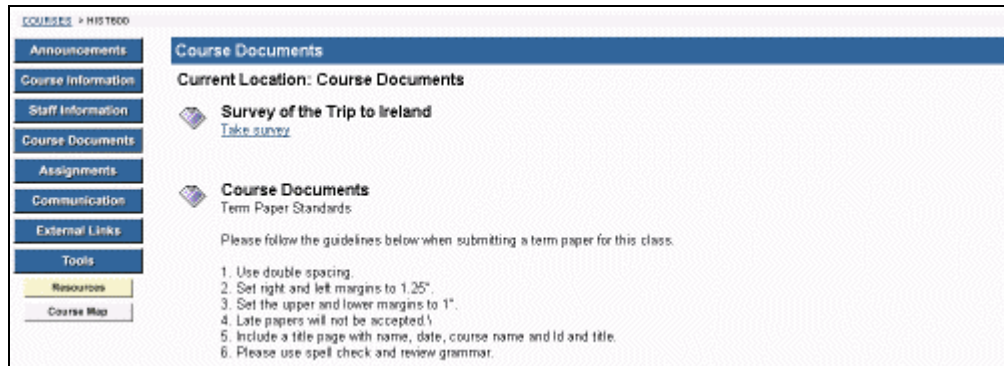 COURSES > HIST600
Announcements
Course Information
Staff Information
Course Documents
Assignments
Communication
External Links
Tools
Resources
Course Map
Course Documents
Current Location: Course Documents
Survey of the Trip to Ireland
Take survey
Course Documents
Term Paper Standards
Please follow the guidelines below when submitting a term paper for this class.
1. Use double spacing.
2. Set right and left margins to 1.25".
3. Set the upper and lower margins to 1".
4. Late papers will not be accepted.\
5. Include a title page with name, date, course name and Id and title.
6. Please use spell check and review grammar.